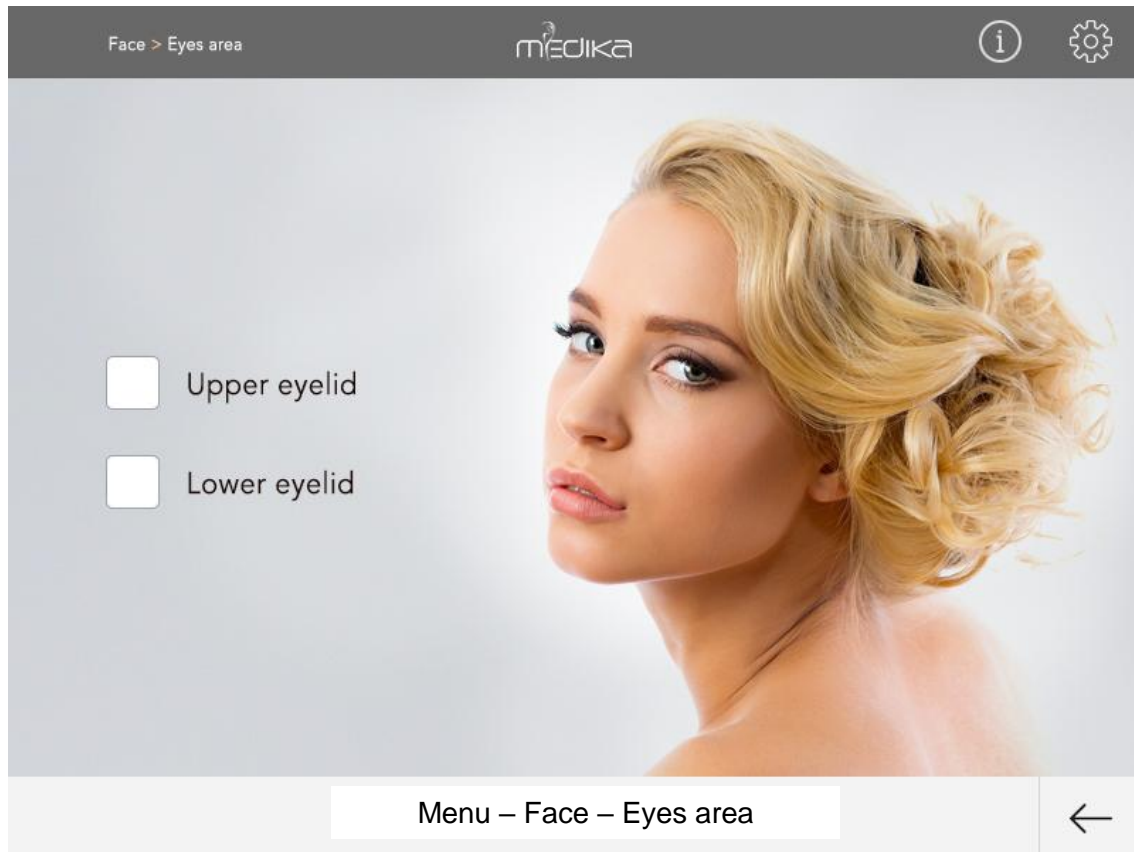 Face > Eyes area
medika
Upper eyelid
Lower eyelid
Menu – Face – Eyes area